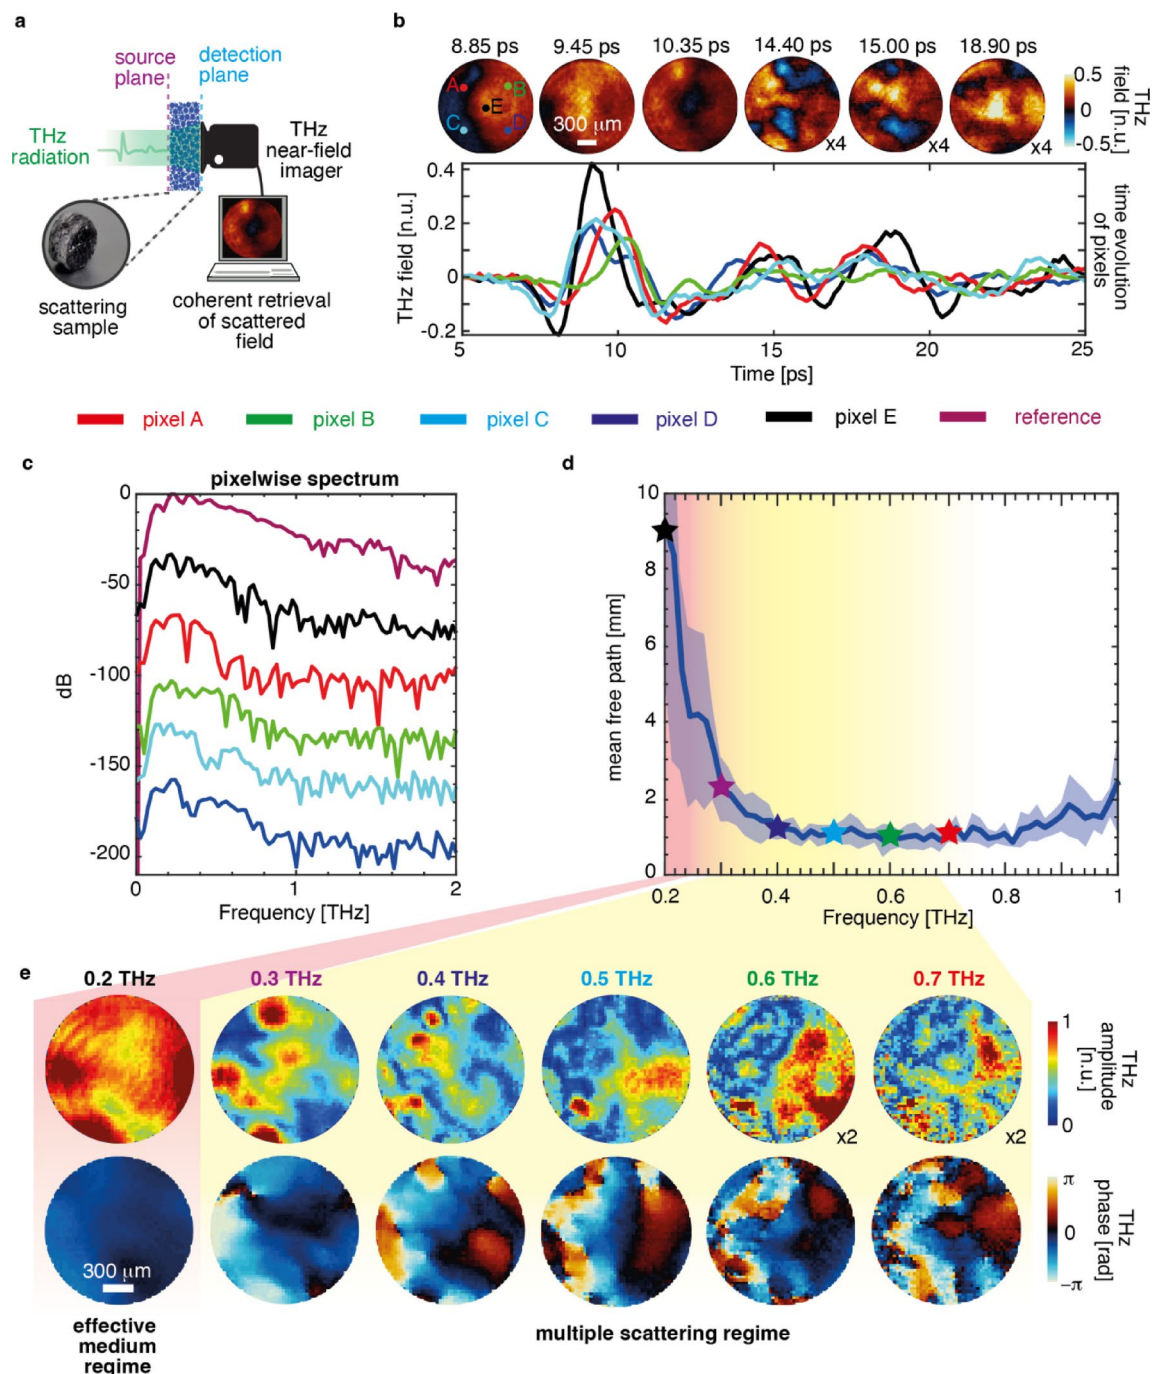 a
source
plane
detection
plane
THz
radiation
THz
near-field
imager
scattering
sample
coherent retrieval
of scattered
field
b
8.85 ps
9.45 ps
10.35 ps
14.40 ps
15.00 ps
18.90 ps
A
B
E
C
D
300 μm
x4
x4
x4
0.5
0
-0.5
THz
field [n.u.]
0.4
0.2
0
-0.2
THz field [n.u.]
time evolution
of pixels
5
10
15
20
25
Time [ps]
pixel A
pixel B
pixel C
pixel D
pixel E
reference
c
pixelwise spectrum
0
-50
-100
-150
-200
dB
0
1
2
Frequency [THz]
d
10
8
6
4
2
0
mean free path [mm]
0.2
0.4
0.6
0.8
1
Frequency [THz]
e
0.2 THz
0.3 THz
0.4 THz
0.5 THz
0.6 THz
0.7 THz
x2
x2
1
0
THz
amplitude
[n.u.]
300 μm
π
0
−π
THz
phase [rad]
effective
medium
regime
multiple scattering regime